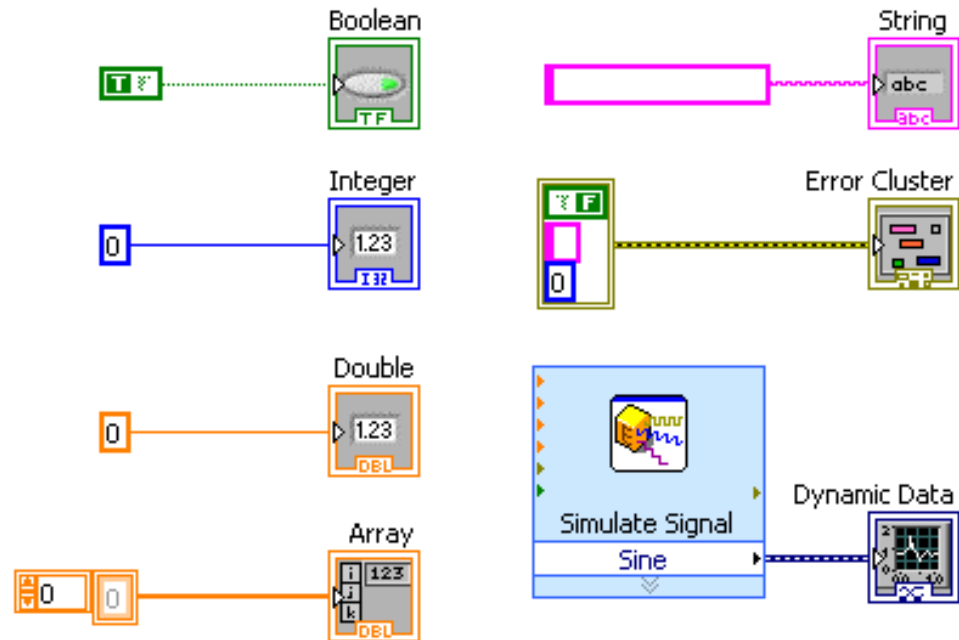 Boolean
T
TF
String
abc
abc
Integer
0
1.23
I32
Error Cluster
F
0
Double
0
1.23
DBL
Simulate Signal
Sine
Dynamic Data
Array
0
0
i
j
k
123
DBL